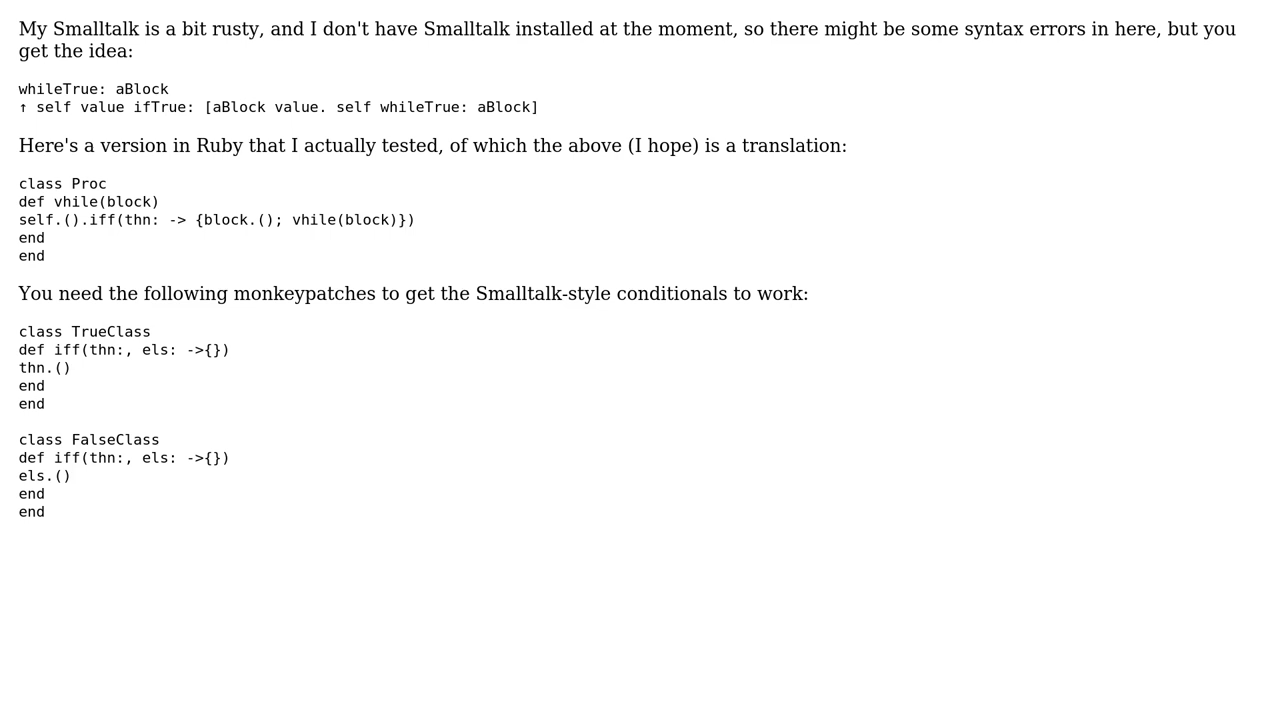 My Smalltalk is a bit rusty, and I don't have Smalltalk installed at the moment, so there might be some syntax errors in here, but you
get the idea:
whileTrue: aBlock
↑ self value ifTrue: [aBlock value. self whileTrue: aBlock]
Here's a version in Ruby that I actually tested, of which the above (I hope) is a translation:
class Proc
def vhile(block)
self.().iff(thn: -> {block.(); vhile(block)})
end
end
You need the following monkeypatches to get the Smalltalk-style conditionals to work:
class TrueClass
def iff(thn:, els: ->{})
thn.()
end
end
class FalseClass
def iff(thn:, els: ->{})
els.()
end
end